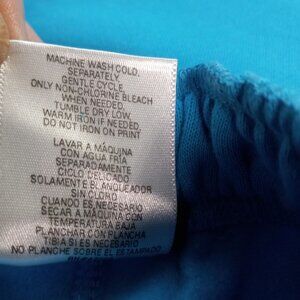 MACHINE WASH COLD.
SEPARATELY.
GENTLE CYCLE.
ONLY NON-CHLORINE BLEACH
WHEN NEEDED.
TUMBLE DRY LOW.
WARM IRON IF NEEDED.
DO NOT IRON ON PRINT
LAVAR A MÁQUINA
CON AGUA FRÍA
SEPARADAMENTE
CICLO DELICADO
SOLAMENTE BLANQUEADOR
SIN CLORO
CUANDO ES NECESARIO
SECAR A MÁQUINA CON
TEMPERATURA BAJA
PLANCHAR CON PLANCHA
TIBIA SI ES NECESARIO
NO PLANCHE SOBRE EL ESTAMPADO